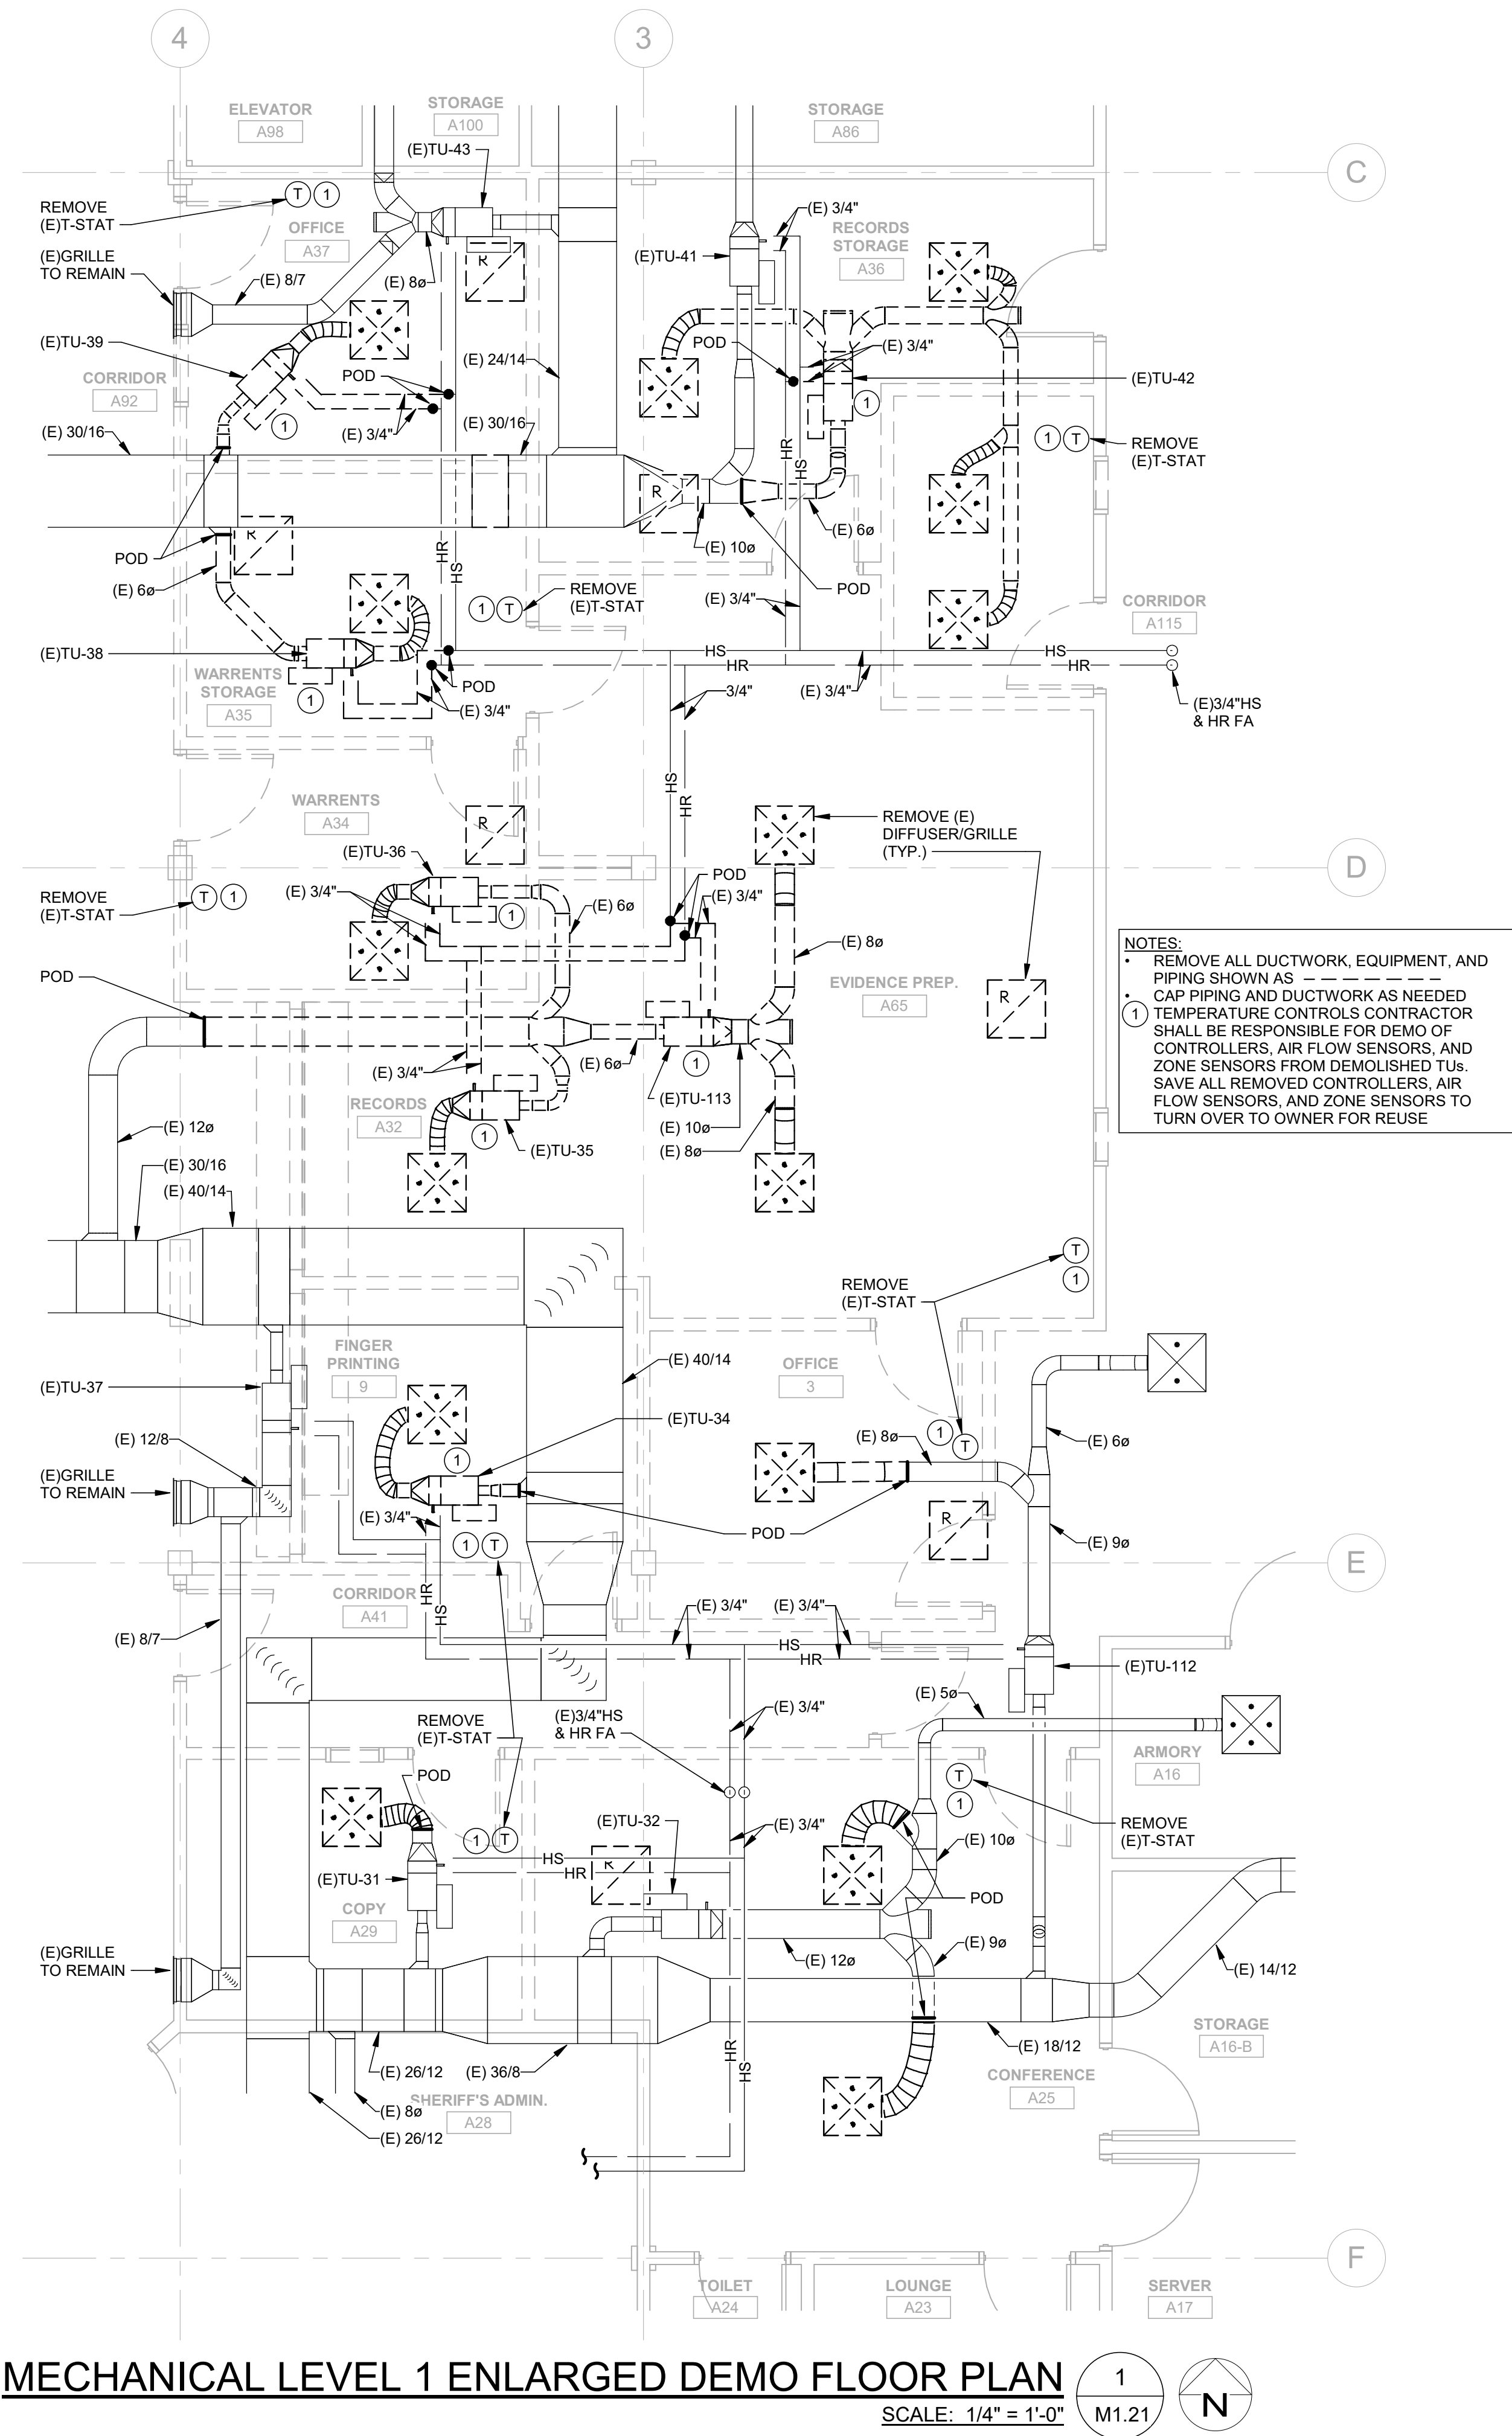 4
3
ELEVATOR
A98
STORAGE
A100
STORAGE
A86
(E)TU-43
C
REMOVE
(E)T-STAT
T
1
OFFICE
A37
(E) 3/4"
RECORDS
STORAGE
A36
(E)GRILLE
TO REMAIN
(E) 8/7
(E) 8ø
R
(E)TU-41
(E)TU-39
POD
(E) 3/4"
(E) 24/14
CORRIDOR
A92
POD
(E)TU-42
1
1
(E) 30/16
(E) 3/4"
(E) 30/16
HR
HS
1
T
REMOVE
(E)T-STAT
R
R
(E) 6ø
(E) 10ø
POD
(E) 6ø
HR
HS
POD
1
T
REMOVE
(E)T-STAT
(E) 3/4"
CORRIDOR
A115
(E)TU-38
HS
HR
HS
HR
WARRENTS
STORAGE
A35
1
POD
(E) 3/4"
3/4"
(E) 3/4"
(E)3/4"HS
& HR FA
HS
HR
WARRENTS
A34
R
REMOVE (E)
DIFFUSER/GRILLE
(TYP.)
(E)TU-36
D
REMOVE
(E)T-STAT
T
1
(E) 3/4"
1
(E) 6ø
POD
(E) 3/4"
(E) 8ø
NOTES:
• REMOVE ALL DUCTWORK, EQUIPMENT, AND
PIPING SHOWN AS
• CAP PIPING AND DUCTWORK AS NEEDED
1 TEMPERATURE CONTROLS CONTRACTOR
SHALL BE RESPONSIBLE FOR DEMO OF
CONTROLLERS, AIR FLOW SENSORS, AND
ZONE SENSORS FROM DEMOLISHED TUs.
SAVE ALL REMOVED CONTROLLERS, AIR
FLOW SENSORS, AND ZONE SENSORS TO
TURN OVER TO OWNER FOR REUSE
POD
EVIDENCE PREP.
A65
R
(E) 3/4"
(E) 6ø
1
RECORDS
A32
(E)TU-113
(E) 12ø
1
(E)TU-35
(E) 10ø
(E) 8ø
(E) 30/16
(E) 40/14
T
1
REMOVE
(E)T-STAT
FINGER
PRINTING
9
(E) 40/14
OFFICE
3
(E)TU-37
(E)TU-34
(E) 12/8
1
(E) 8ø
1
T
(E) 6ø
(E)GRILLE
TO REMAIN
(E) 3/4"
R
1
T
POD
(E) 9ø
E
HR
HS
CORRIDOR
A41
(E) 3/4"
(E) 3/4"
(E) 8/7
HS
HR
(E)TU-112
(E) 5ø
REMOVE
(E)T-STAT
(E)3/4"HS
& HR FA
(E) 3/4"
ARMORY
A16
POD
T
1
REMOVE
(E)T-STAT
(E)TU-32
(E) 3/4"
1
T
(E) 10ø
HS
HR
R
(E)TU-31
POD
COPY
A29
(E)GRILLE
TO REMAIN
(E) 12ø
(E) 9ø
(E) 14/12
STORAGE
A16-B
HR
HS
(E) 18/12
(E) 26/12
(E) 36/8
CONFERENCE
A25
SHERIFF'S ADMIN.
A28
(E) 8ø
(E) 26/12
F
TOILET
A24
LOUNGE
A23
SERVER
A17
MECHANICAL LEVEL 1 ENLARGED DEMO FLOOR PLAN
SCALE: 1/4" = 1'-0"
1
M1.21
N